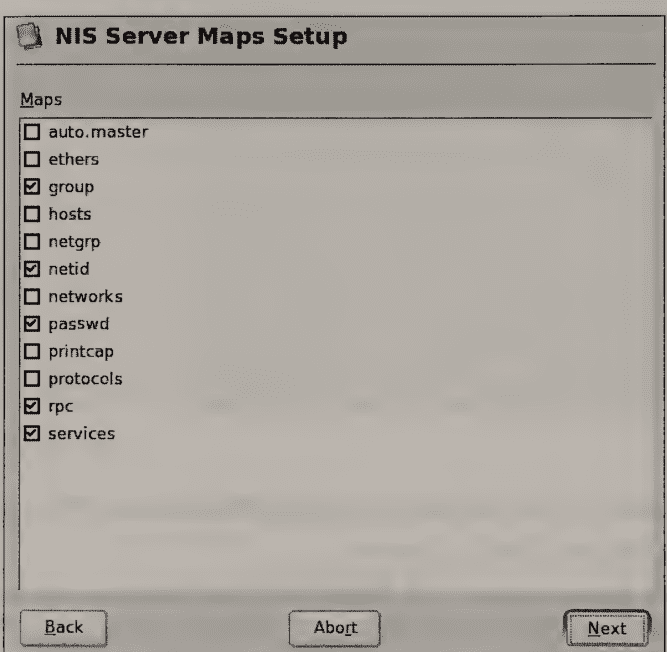 NIS Server Maps Setup
Maps
auto.master
ethers
group
hosts
netgrp
netid
networks
passwd
printcap
protocols
rpc
services
Back
Abort
Next